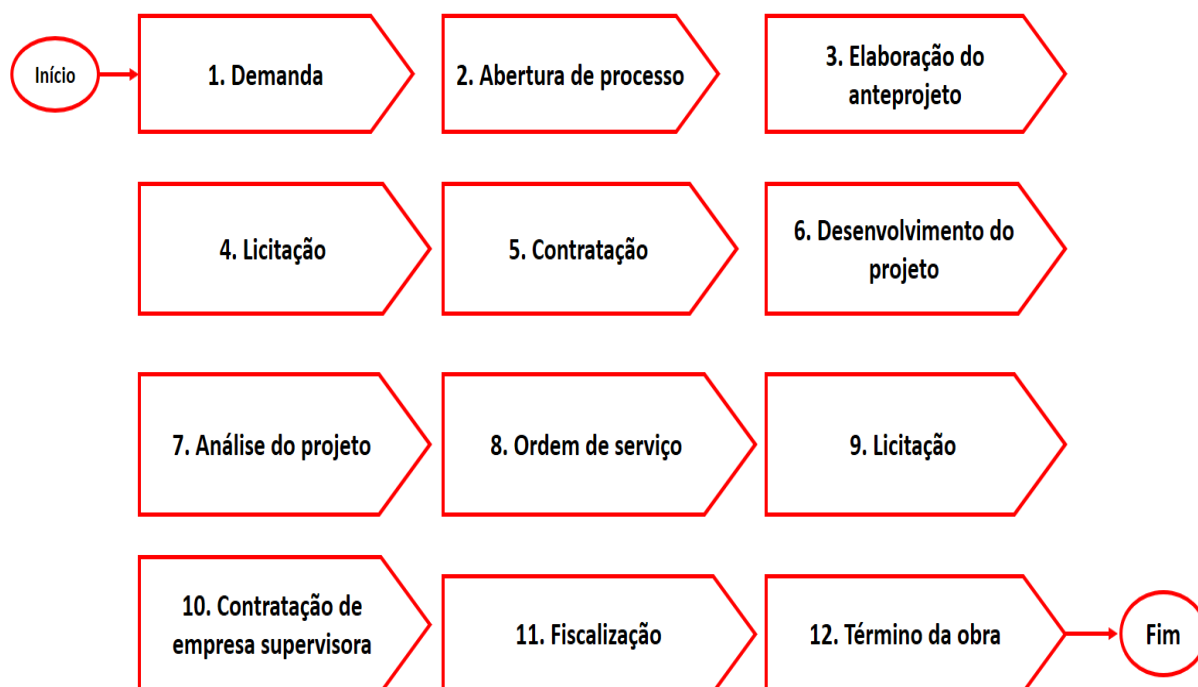 Início
1. Demanda
2. Abertura de processo
3. Elaboração do
anteprojeto
4. Licitação
5. Contratação
6. Desenvolvimento do
projeto
7. Análise do projeto
8. Ordem de serviço
9. Licitação
10. Contratação de
empresa supervisora
11. Fiscalização
12. Término da obra
Fim